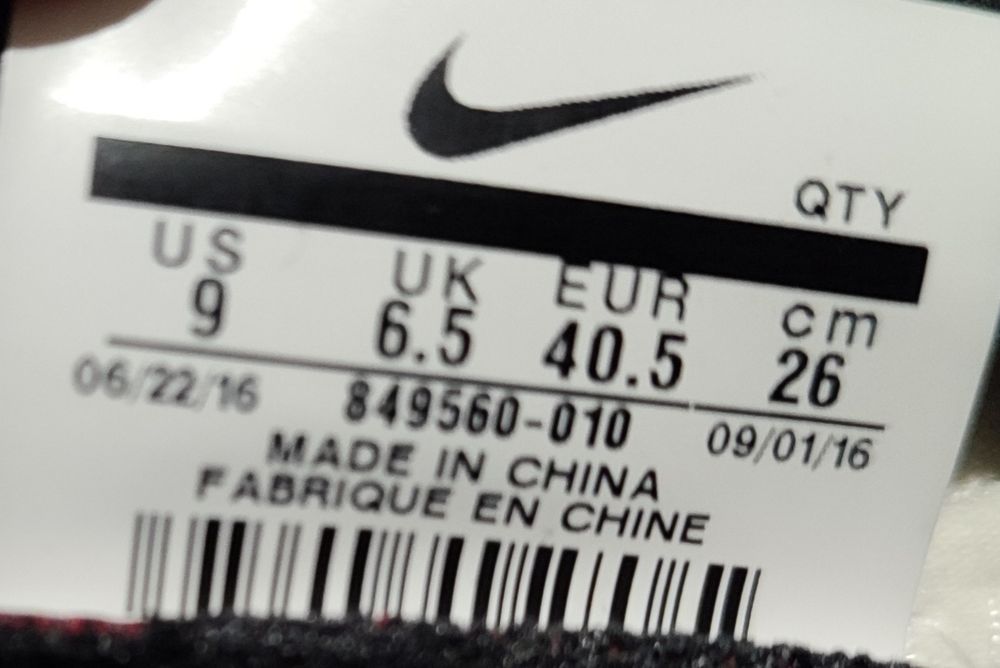 QTY
US UK EUR cm
9 6.5 40.5 26
06/22/16 849560-010 09/01/16
MADE IN CHINA
FABRIQUE EN CHINE